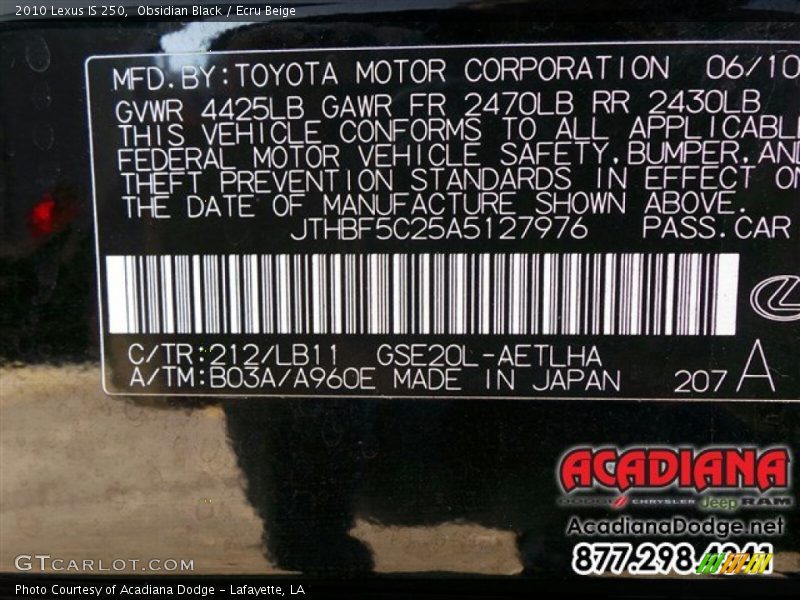 2010 Lexus IS 250, Obsidian Black / Ecru Beige
MFD.BY:TOYOTA MOTOR CORPORATION 06/10
GVWR 4425LB GAWR FR 2470LB RR 2430LB
THIS VEHICLE CONFORMS TO ALL APPLICABL
FEDERAL MOTOR VEHICLE SAFETY,BUMPER,AN
THEFT PREVENTION STANDARDS IN EFFECT O
THE DATE OF MANUFACTURE SHOWN ABOVE.
JTHBF5C25A5127976 PASS.CAR
C/TR:212/LB11 GSE20L-AETLHA
A/TM:B03A/A960E MADE IN JAPAN 207 A
ACADIANA
DODGE CHRYSLER Jeep RAM
AcadianaDodge.net
877.298.4941
GTCARLOT.COM
Photo Courtesy of Acadiana Dodge - Lafayette, LA